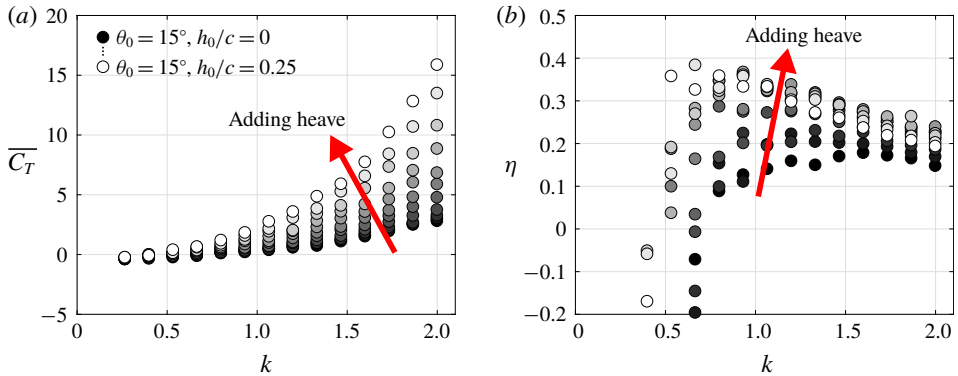 (a)
20
15
10
5
0
−5
0
0.5
1.0
1.5
2.0
k
C_T
θ0 = 15°, h0/c = 0
θ0 = 15°, h0/c = 0.25
Adding heave
(b)
0.5
0.4
0.3
0.2
0.1
0
−0.1
−0.2
0
0.5
1.0
1.5
2.0
k
η
Adding heave